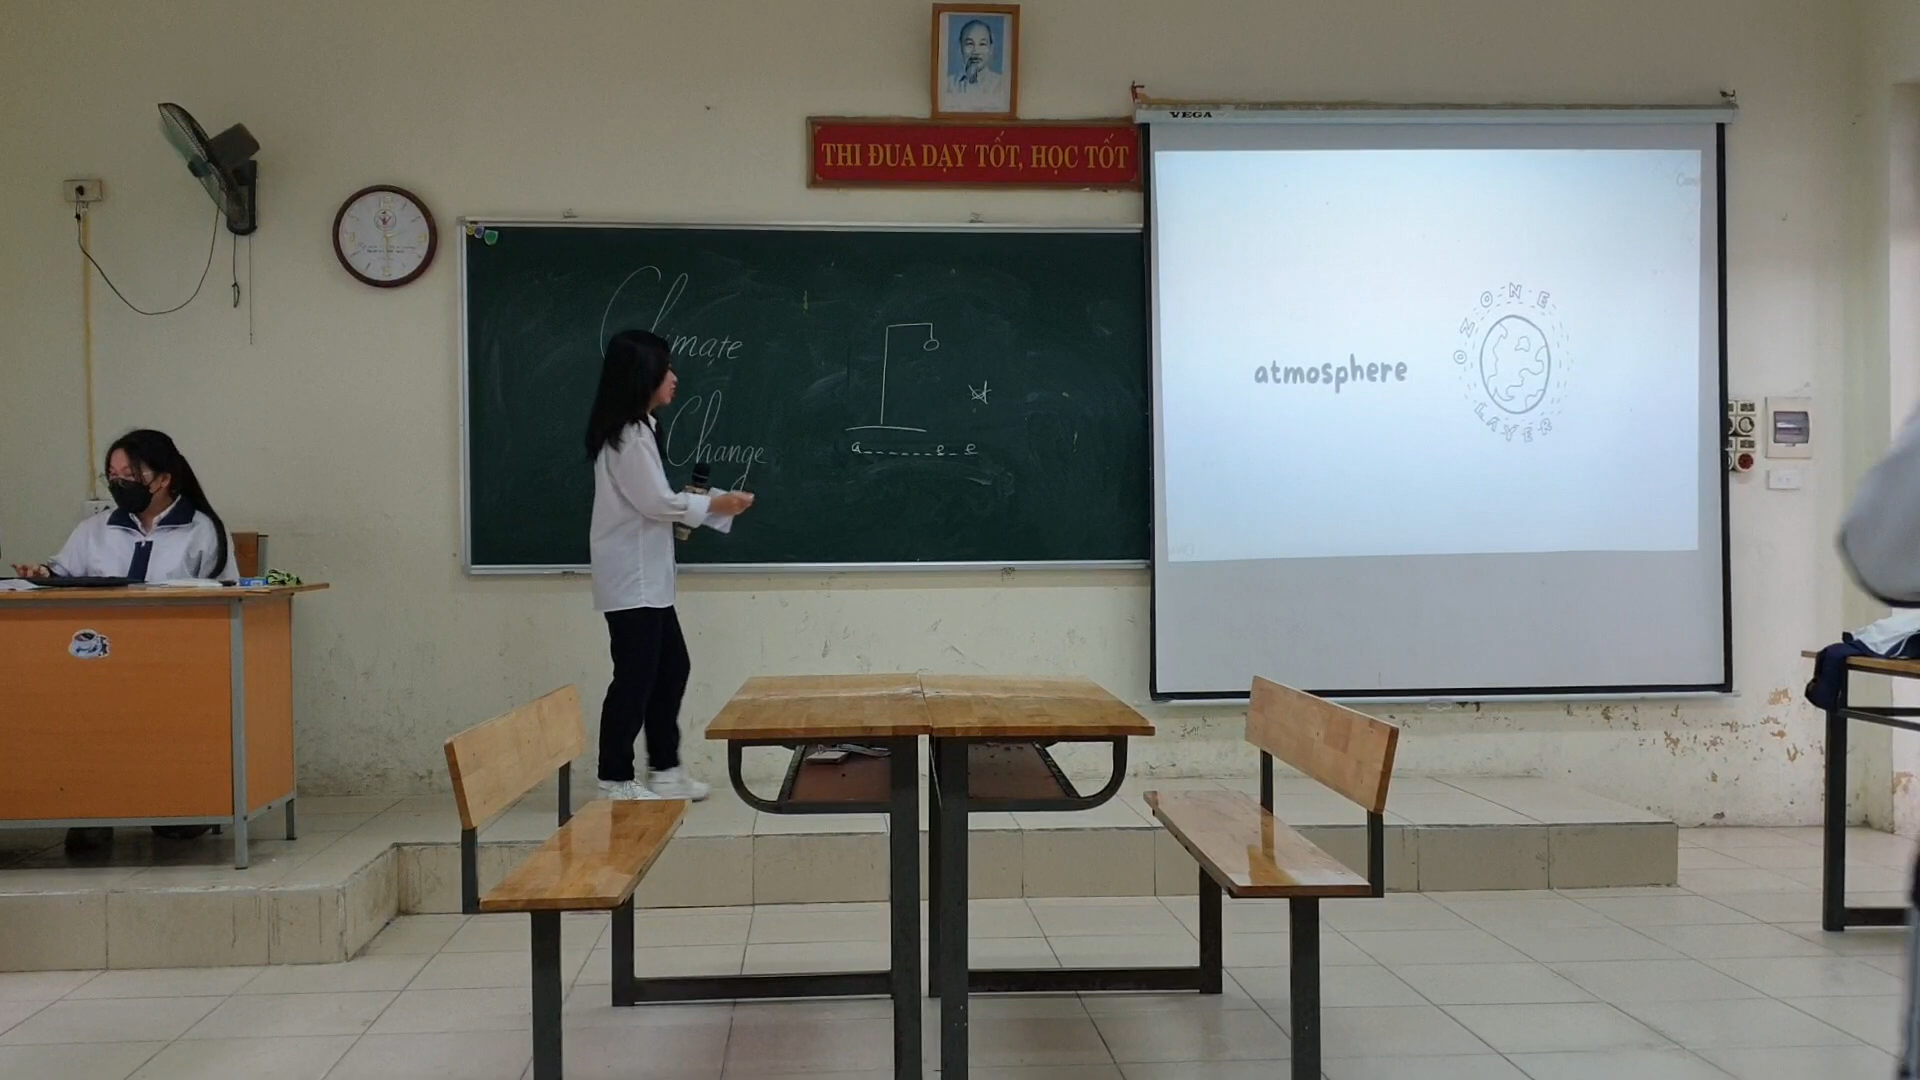 THI ĐUA DẠY TỐT, HỌC TỐT
VEGA
Climate
Change
a _ _ _ _ _ _ e _ e
atmosphere
OZONE
LAYER